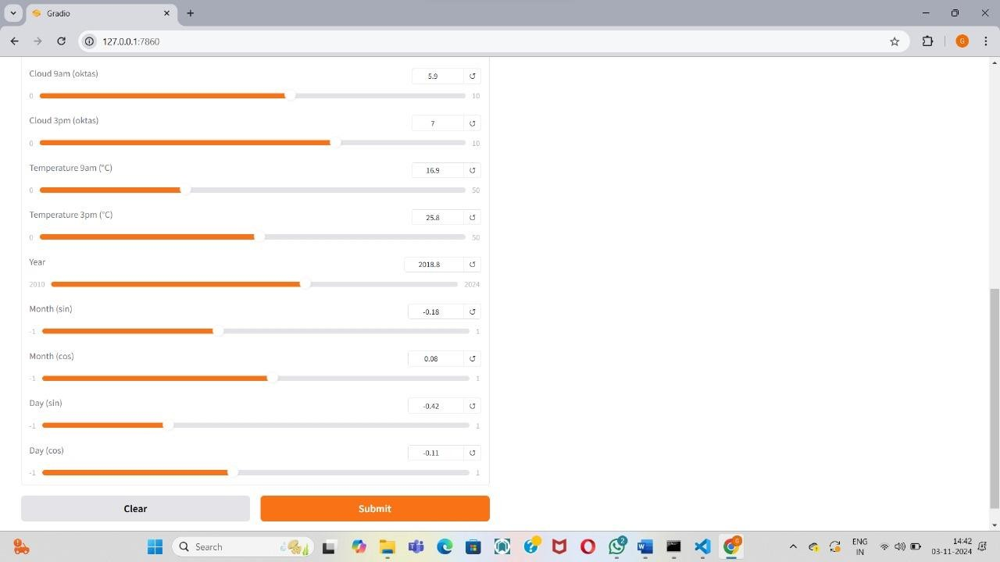 Gradio
127.0.0.1:7860
G
Cloud 9am (oktas)
5.9
0
10
Cloud 3pm (oktas)
7
0
10
Temperature 9am (°C)
16.9
0
50
Temperature 3pm (°C)
25.8
0
50
Year
2018.8
2010
2024
Month (sin)
-0.18
-1
1
Month (cos)
0.08
-1
1
Day (sin)
-0.42
-1
1
Day (cos)
-0.11
-1
1
Clear
Submit
Search
2
G
ENG
IN
14:42
03-11-2024